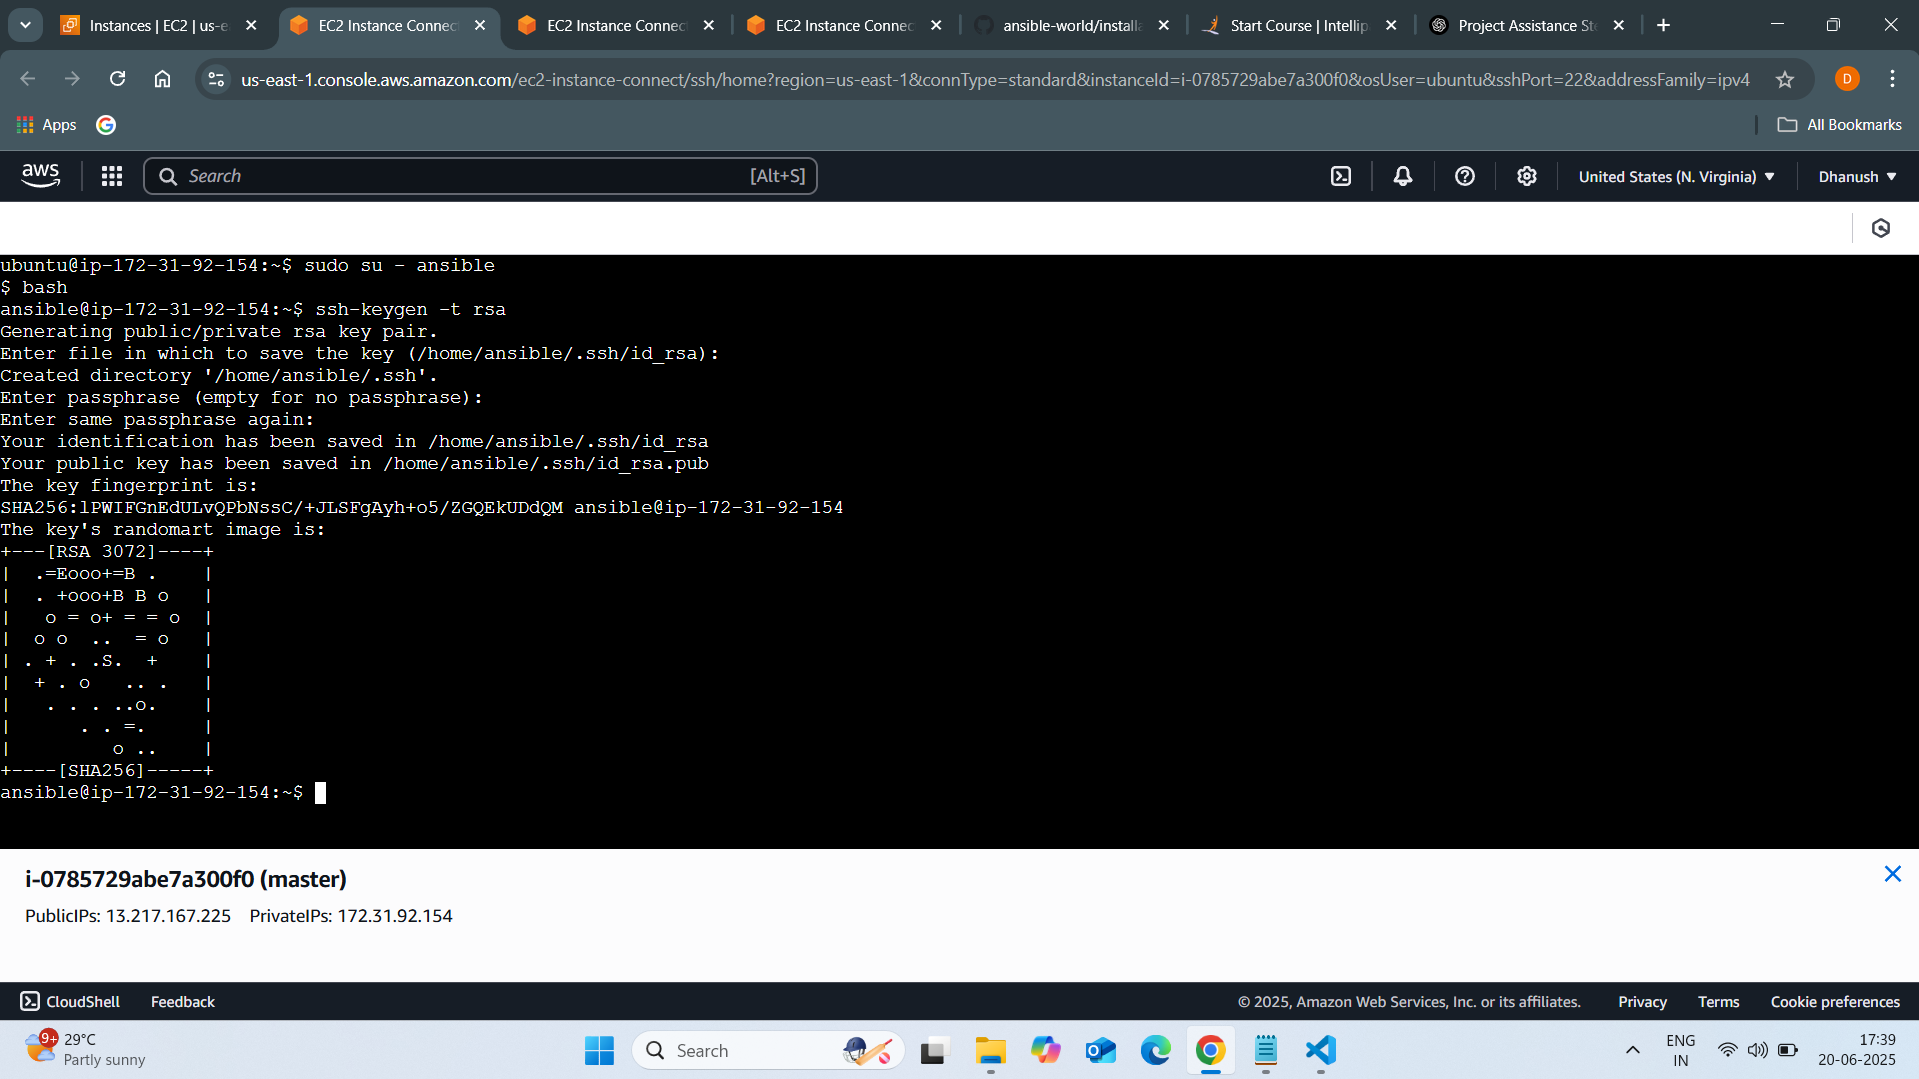 Instances | EC2 | us-e
EC2 Instance Connect
EC2 Instance Connect
EC2 Instance Connec
ansible-world/installa
Start Course | Intellip
Project Assistance Ste
us-east-1.console.aws.amazon.com/ec2-instance-connect/ssh/home?region=us-east-1&connType=standard&instanceId=i-0785729abe7a300f0&osUser=ubuntu&sshPort=22&addressFamily=ipv4
D
Apps
All Bookmarks
aws
Search
[Alt+S]
United States (N. Virginia)
Dhanush
ubuntu@ip-172-31-92-154:~$ sudo su - ansible
$ bash
ansible@ip-172-31-92-154:~$ ssh-keygen -t rsa
Generating public/private rsa key pair.
Enter file in which to save the key (/home/ansible/.ssh/id_rsa):
Created directory '/home/ansible/.ssh'.
Enter passphrase (empty for no passphrase):
Enter same passphrase again:
Your identification has been saved in /home/ansible/.ssh/id_rsa
Your public key has been saved in /home/ansible/.ssh/id_rsa.pub
The key fingerprint is:
SHA256:lPWIFGnEdULvQPbNssC/+JLSFgAyh+o5/ZGQEkUDdQM ansible@ip-172-31-92-154
The key's randomart image is:
+---[RSA 3072]----+
|  .=Eooo+=B .    |
|  . +ooo+B B o   |
|   o = o+ = = o  |
|  o o  ..  = o   |
| . + . .S.  +    |
|  + . o   .. .   |
|   . . . ..o.    |
|      . . =.     |
|         o ..    |
+----[SHA256]-----+
ansible@ip-172-31-92-154:~$
i-0785729abe7a300f0 (master)
PublicIPs: 13.217.167.225 PrivateIPs: 172.31.92.154
CloudShell
Feedback
© 2025, Amazon Web Services, Inc. or its affiliates.
Privacy
Terms
Cookie preferences
9+
29°C
Partly sunny
Search
ENG
IN
17:39
20-06-2025